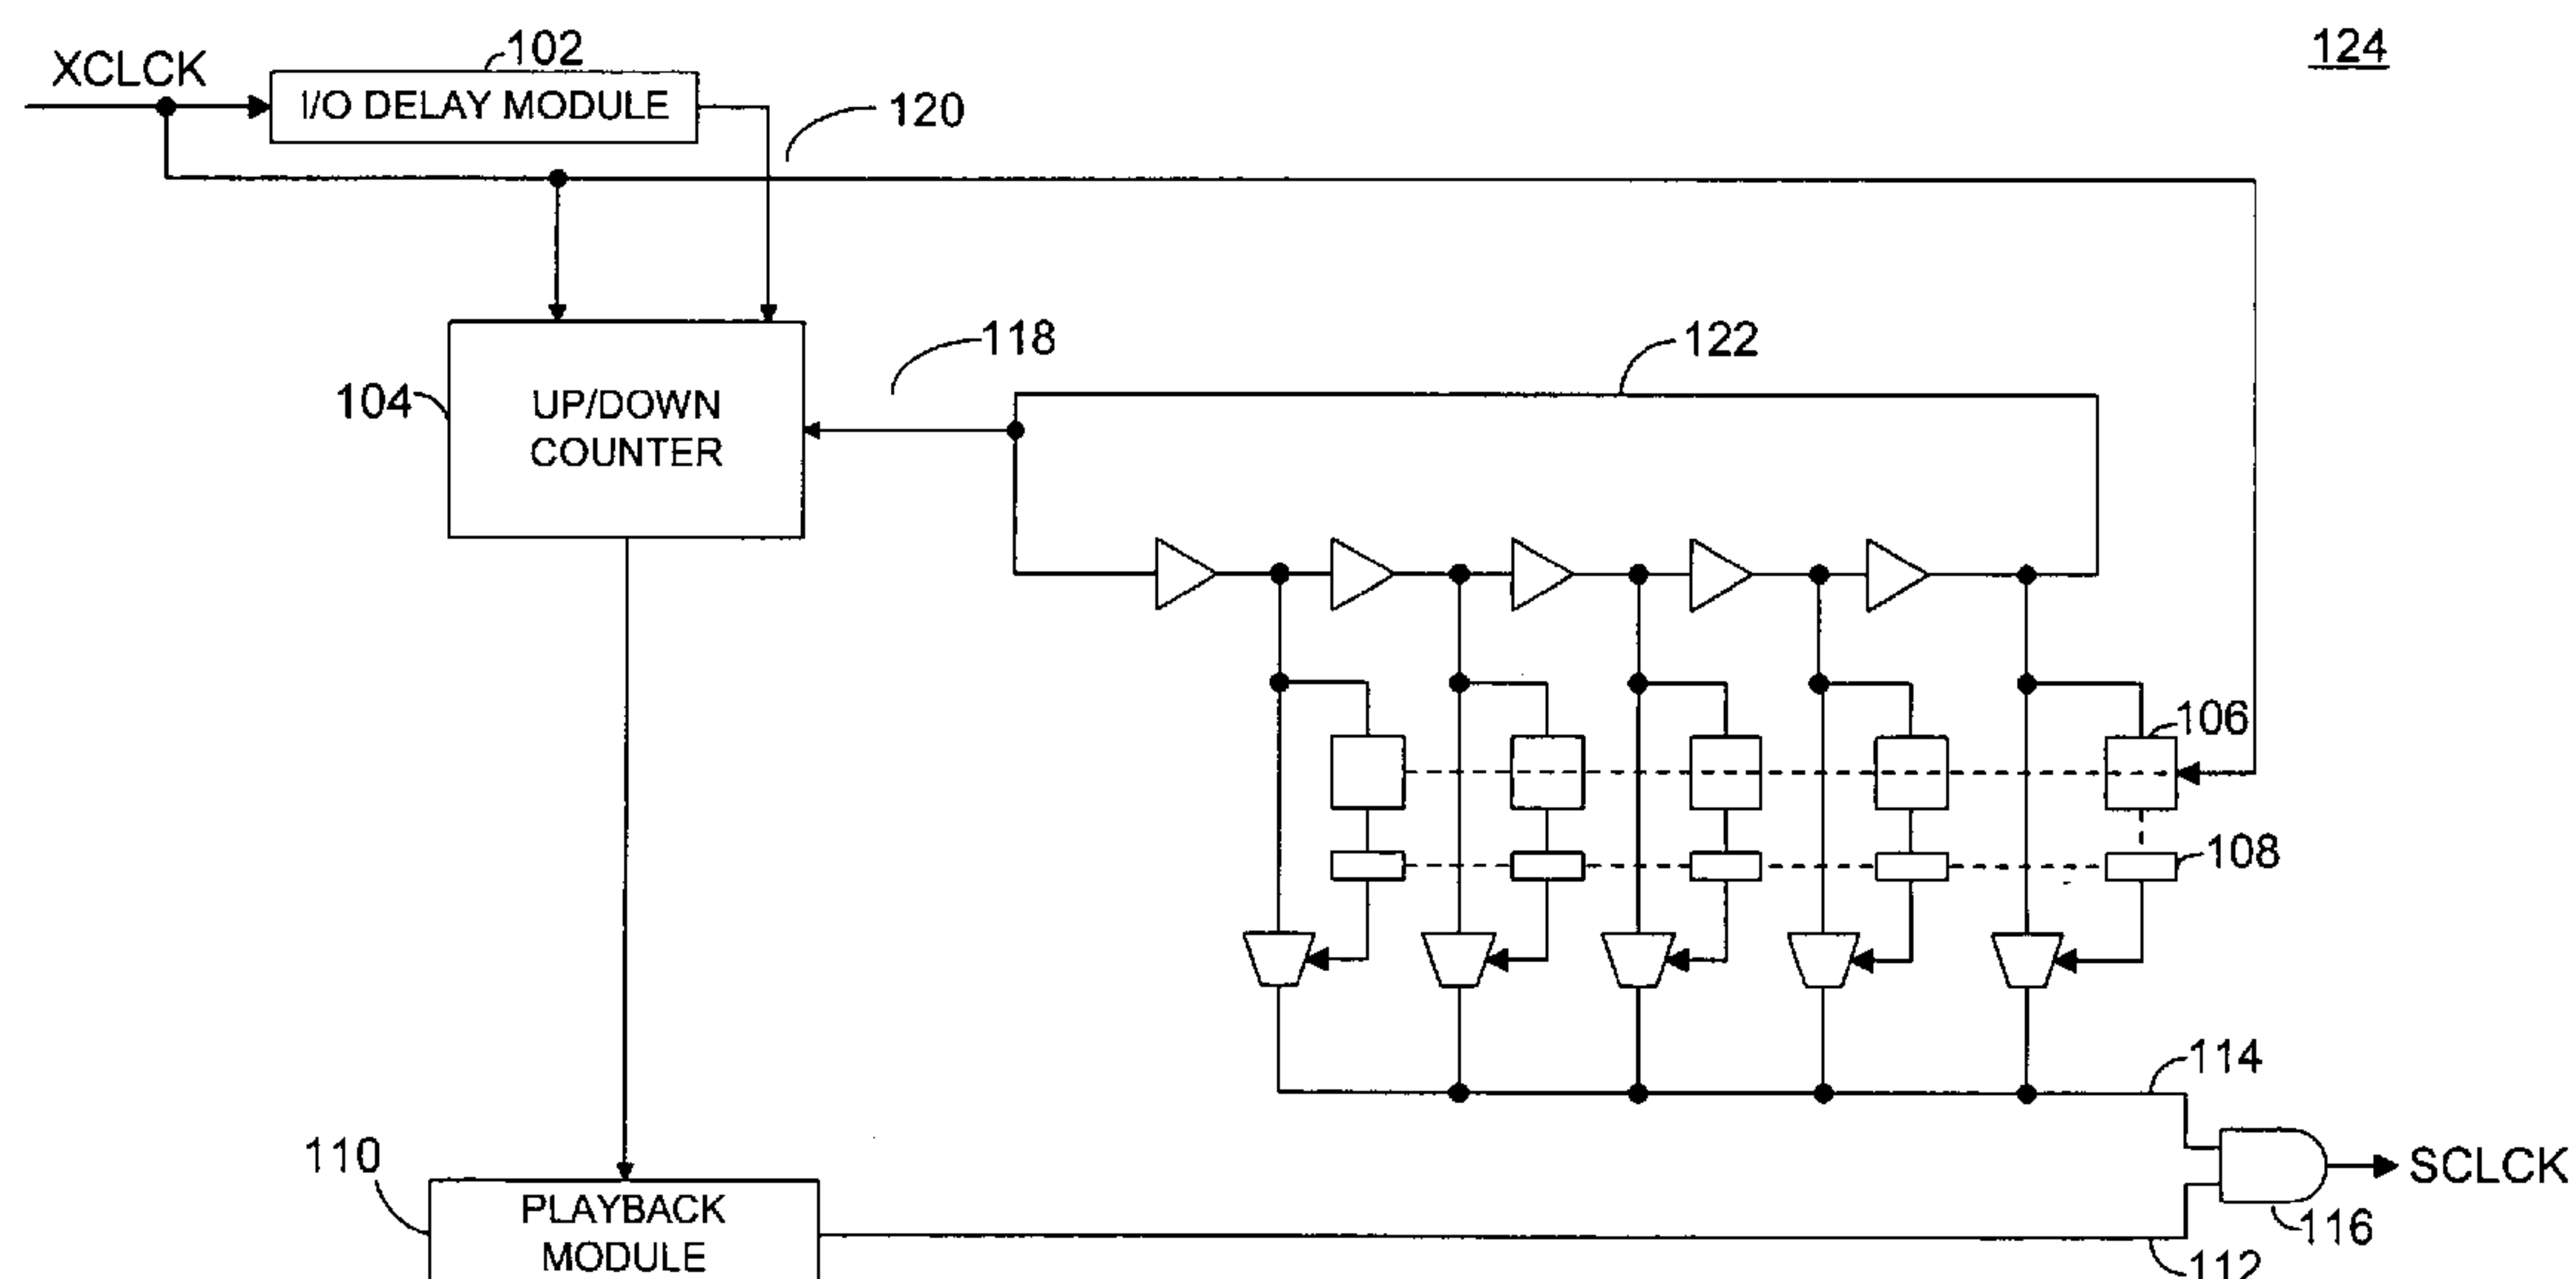 102
124
XCLCK
I/O DELAY MODULE
120
118
122
104
UP/DOWN
COUNTER
106
108
114
110
PLAYBACK
MODULE
SCLCK
116
112